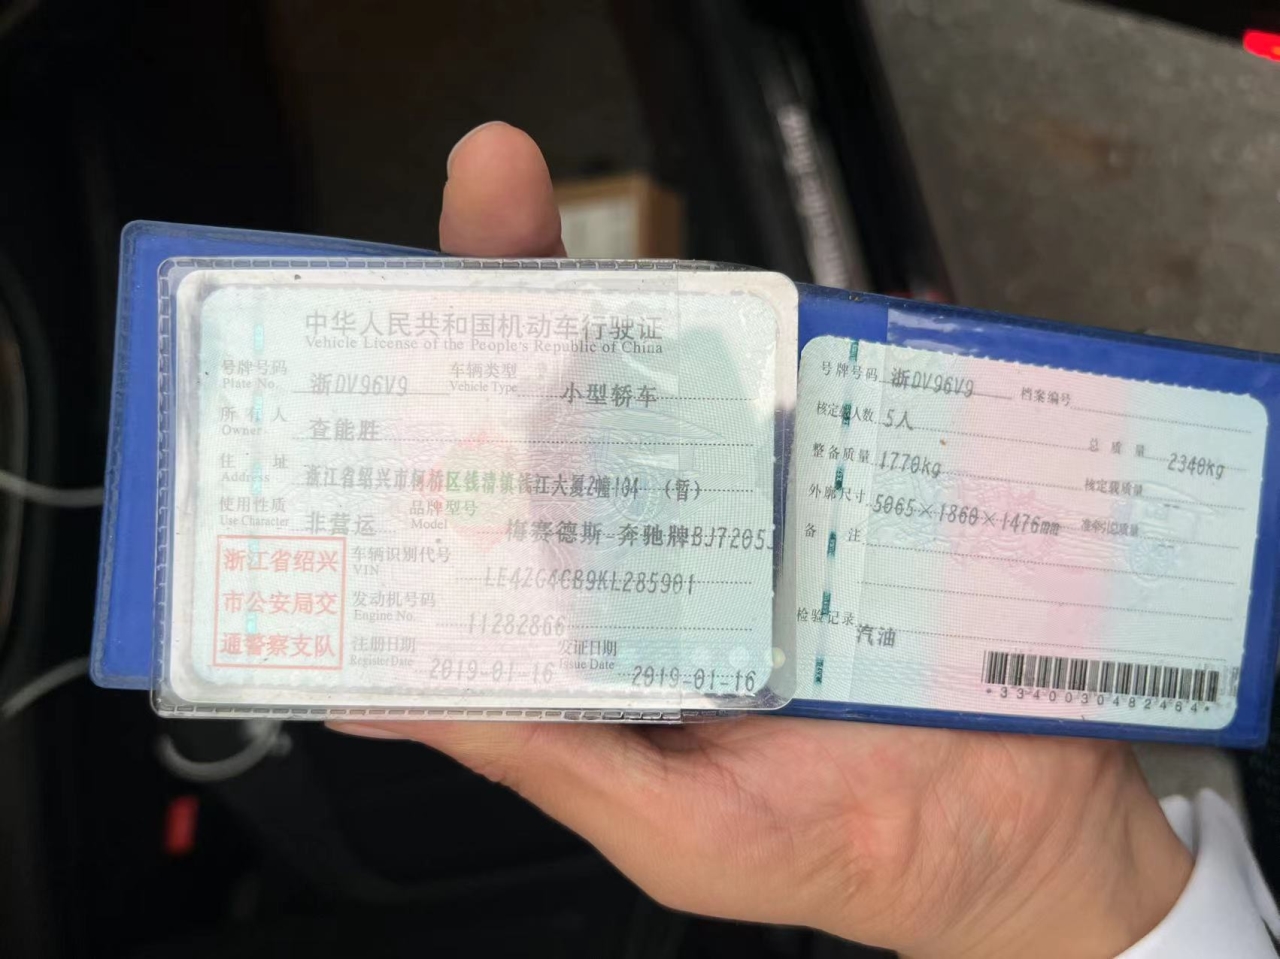 中华人民共和国机动车行驶证
Vehicle License of the People's Republic of China
号牌号码 浙DV96V9 车辆类型 小型轿车
Plate No. Vehicle Type
所有人 查能胜
Owner
住址 浙江省绍兴市柯桥区钱清镇钱江大厦2幢104 (暂)
Address
使用性质 非营运 品牌型号 梅赛德斯-奔驰牌BJ7205J
Use Character Model
浙江省绍兴
市公安局交
通警察支队
车辆识别代号 LE4ZG4CB9KL285901
VIN
发动机号码 11282866
Engine No.
注册日期 2019-01-16 发证日期 2019-01-16
Register Date Issue Date
号牌号码 浙DV96V9 档案编号
核定载人数 5人 总质量 2340kg
整备质量 1770kg 核定载质量
外廓尺寸 5065×1860×1476mm 准牵引总质量
备注
检验记录 汽油
*3340030482464*